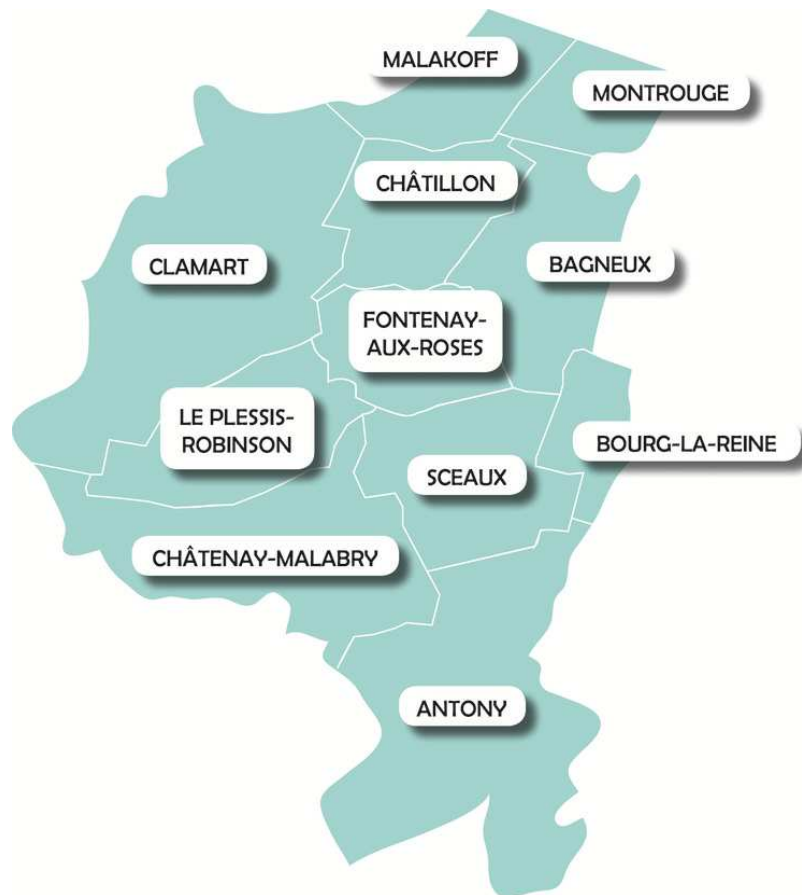 MALAKOFF
MONTROUGE
CHÂTILLON
CLAMART
BAGNEUX
FONTENAY-
AUX-ROSES
LE PLESSIS-
ROBINSON
BOURG-LA-REINE
SCEAUX
CHÂTENAY-MALABRY
ANTONY